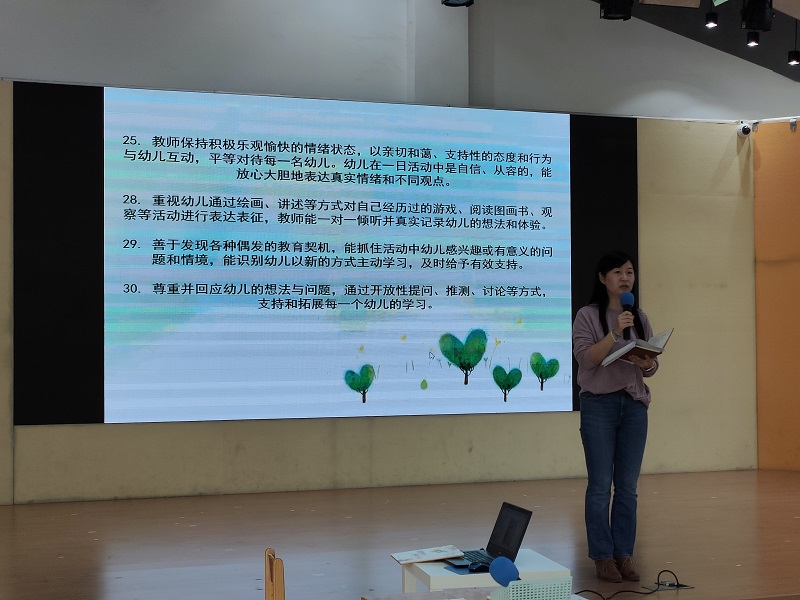 25. 教师保持积极乐观愉快的情绪状态，以亲切和蔼、支持性的态度和行为
与幼儿互动，平等对待每一名幼儿。幼儿在一日活动中是自信、从容的，能
放心大胆地表达真实情绪和不同观点。
28. 重视幼儿通过绘画、讲述等方式对自己经历过的游戏、阅读图画书、观
察等活动进行表达表征，教师能一对一倾听并真实记录幼儿的想法和体验。
29. 善于发现各种偶发的教育契机，能抓住活动中幼儿感兴趣或有意义的问
题和情境，能识别幼儿以新的方式主动学习，及时给予有效支持。
30. 尊重并回应幼儿的想法与问题，通过开放性提问、推测、讨论等方式，
支持和拓展每一个幼儿的学习。